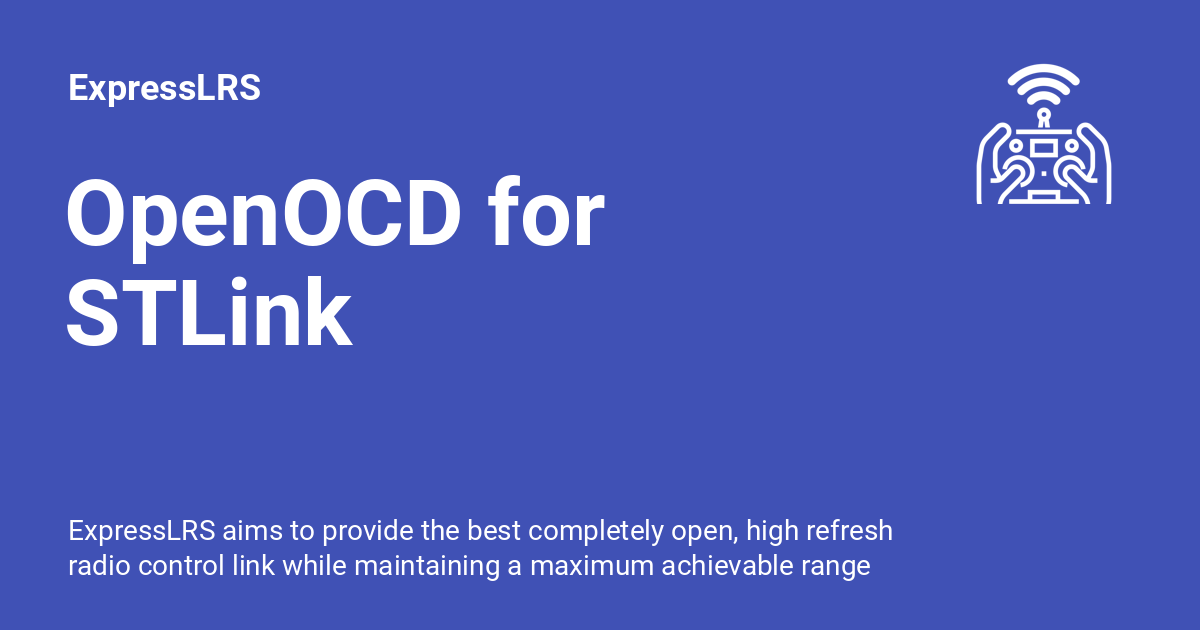 ExpressLRS
OpenOCD for
STLink
ExpressLRS aims to provide the best completely open, high refresh
radio control link while maintaining a maximum achievable range